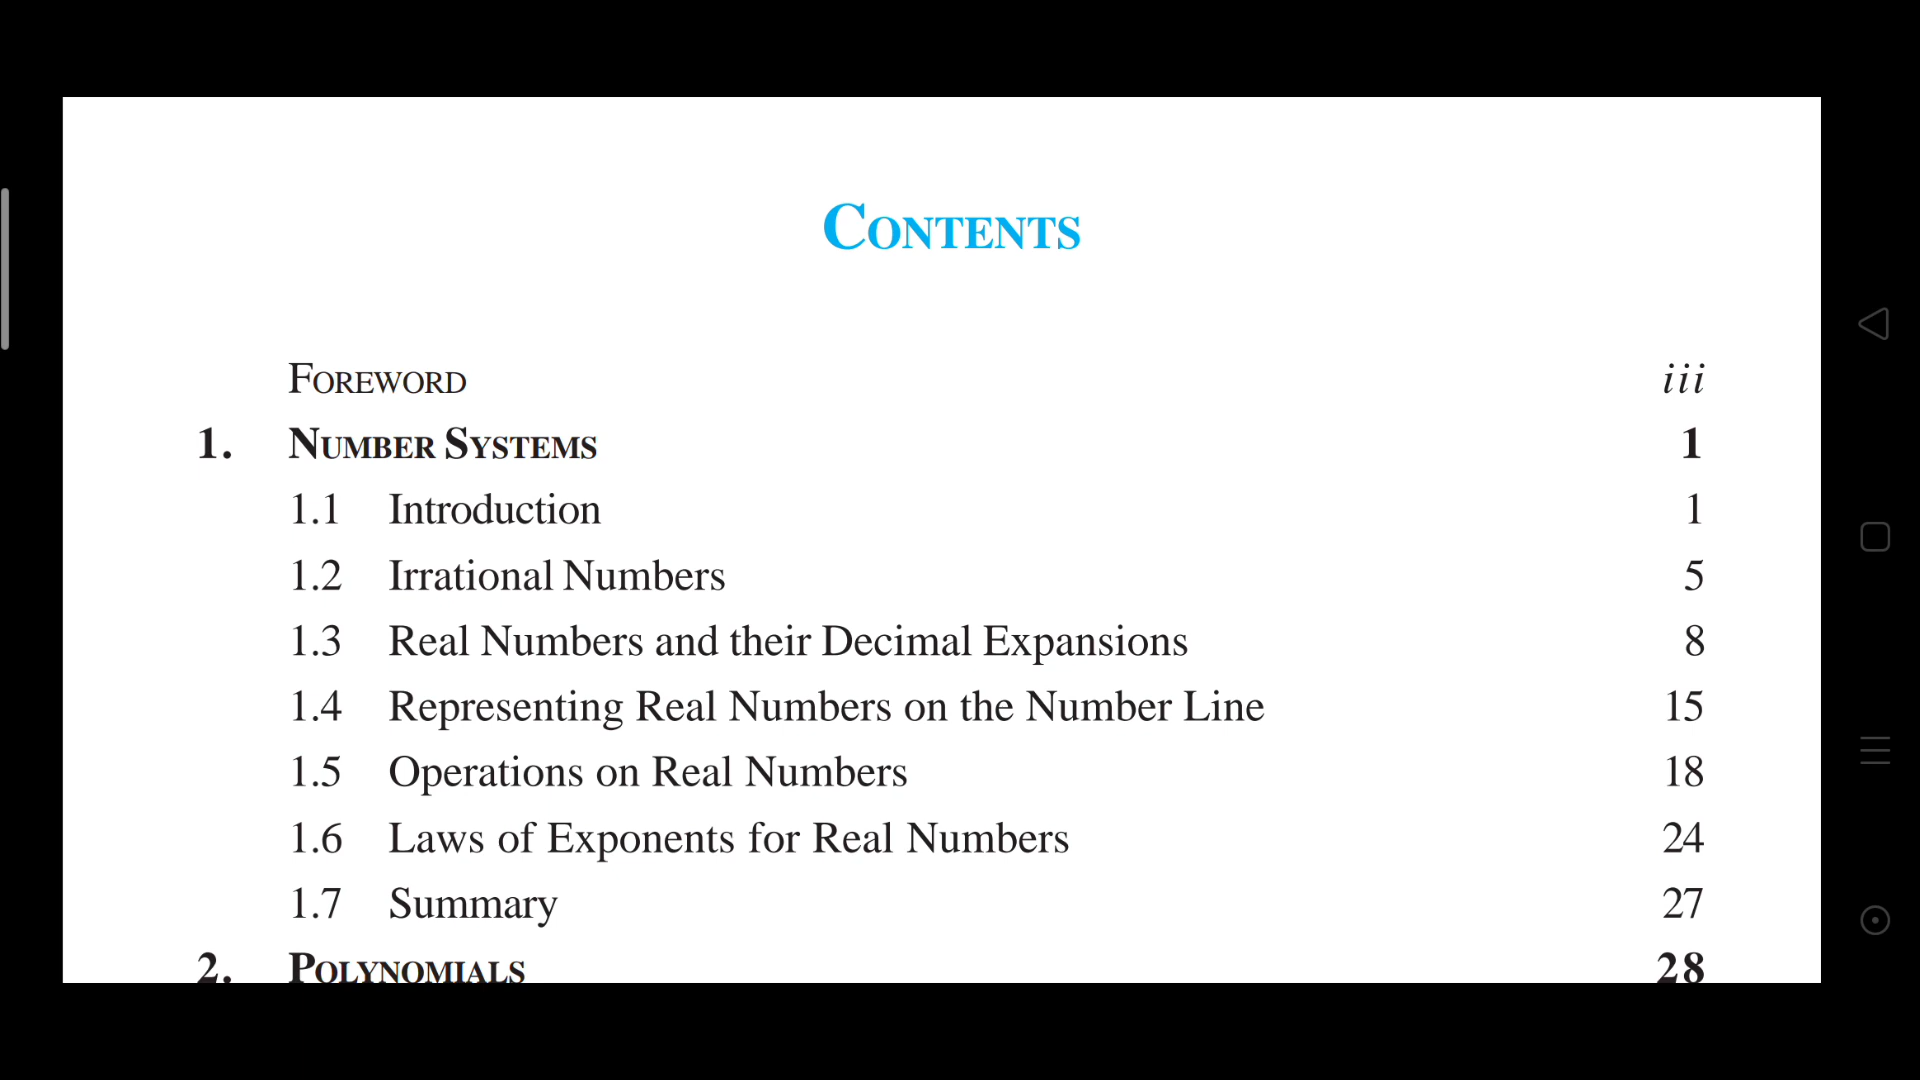 CONTENTS
FOREWORD iii
1. NUMBER SYSTEMS 1
1.1 Introduction 1
1.2 Irrational Numbers 5
1.3 Real Numbers and their Decimal Expansions 8
1.4 Representing Real Numbers on the Number Line 15
1.5 Operations on Real Numbers 18
1.6 Laws of Exponents for Real Numbers 24
1.7 Summary 27
2. POLYNOMIALS 28